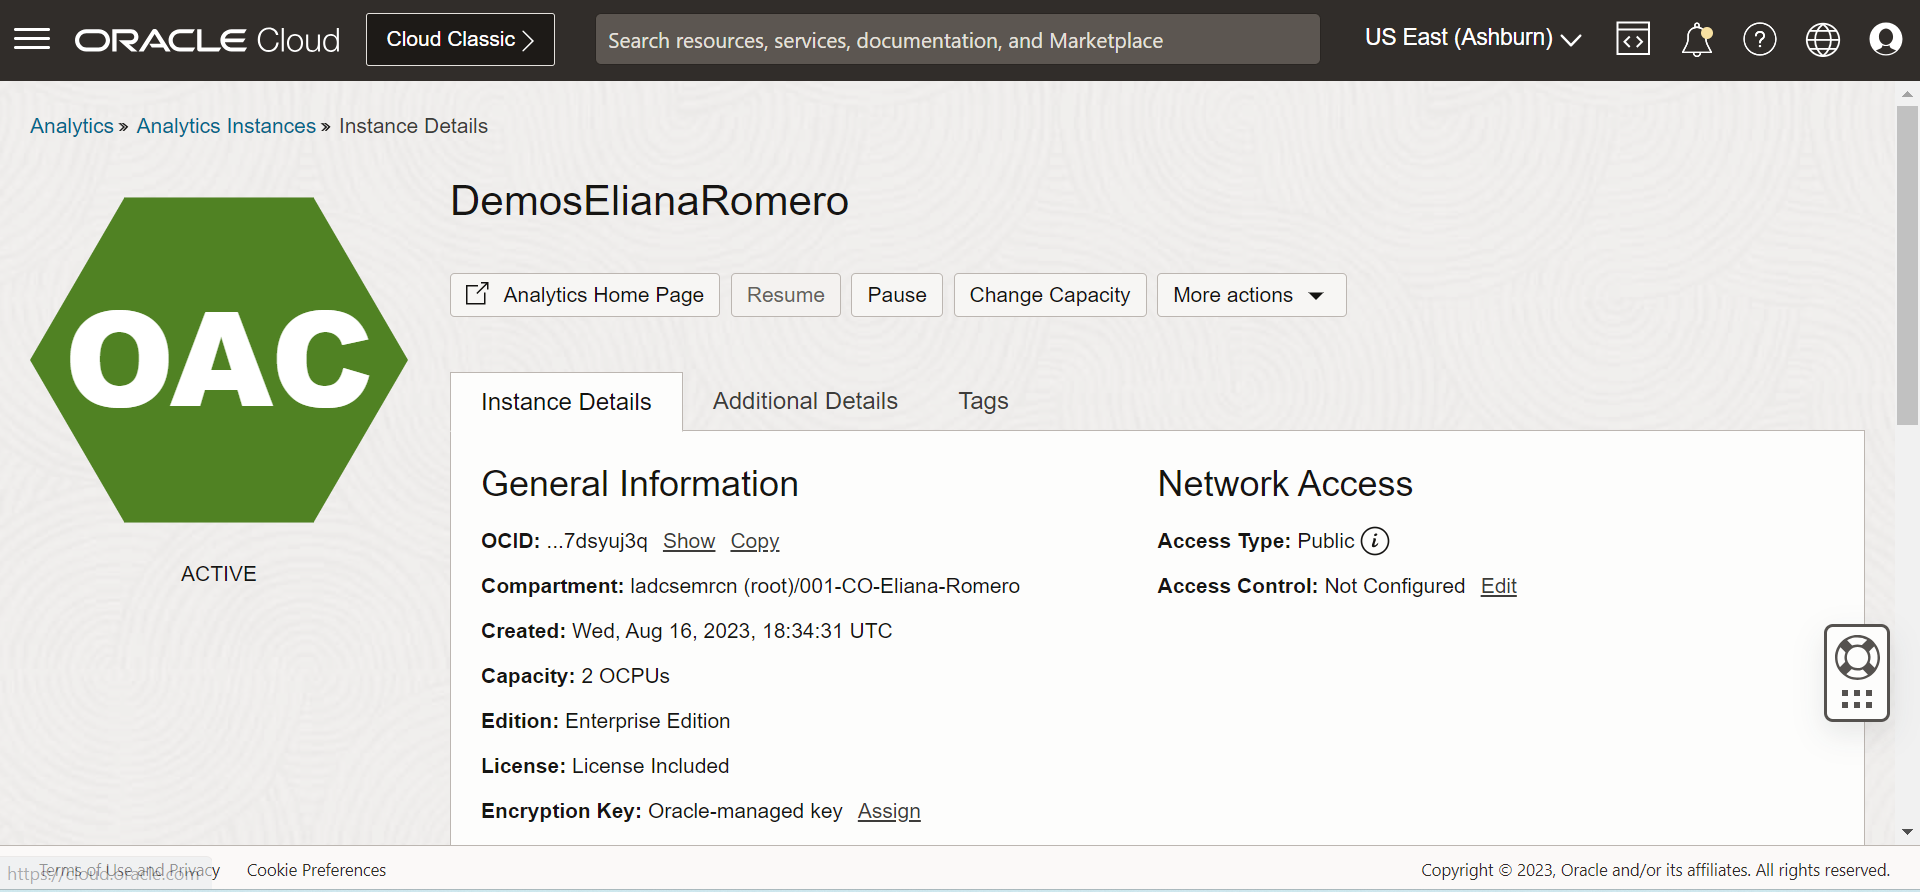 ORACLE Cloud
Cloud Classic
Search resources, services, documentation, and Marketplace
US East (Ashburn)
Analytics » Analytics Instances » Instance Details
DemosElianaRomero
Analytics Home Page
Resume
Pause
Change Capacity
More actions
OAC
ACTIVE
Instance Details
Additional Details
Tags
General Information
OCID: ...7dsyuj3q Show Copy
Compartment: ladcsemrcn (root)/001-CO-Eliana-Romero
Created: Wed, Aug 16, 2023, 18:34:31 UTC
Capacity: 2 OCPUs
Edition: Enterprise Edition
License: License Included
Encryption Key: Oracle-managed key Assign
Network Access
Access Type: Public i
Access Control: Not Configured Edit
Terms of Use and Privacy
https://cloud.oracle.com
Cookie Preferences
Copyright © 2023, Oracle and/or its affiliates. All rights reserved.